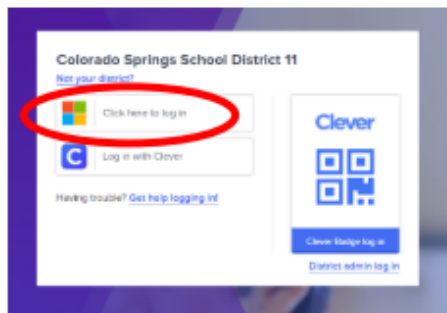 Colorado Springs School District 11
Not your district?
Click here to log in
Log in with Clever
Having trouble? Get help logging in!
Clever
Clever Badge log in
District admin log in